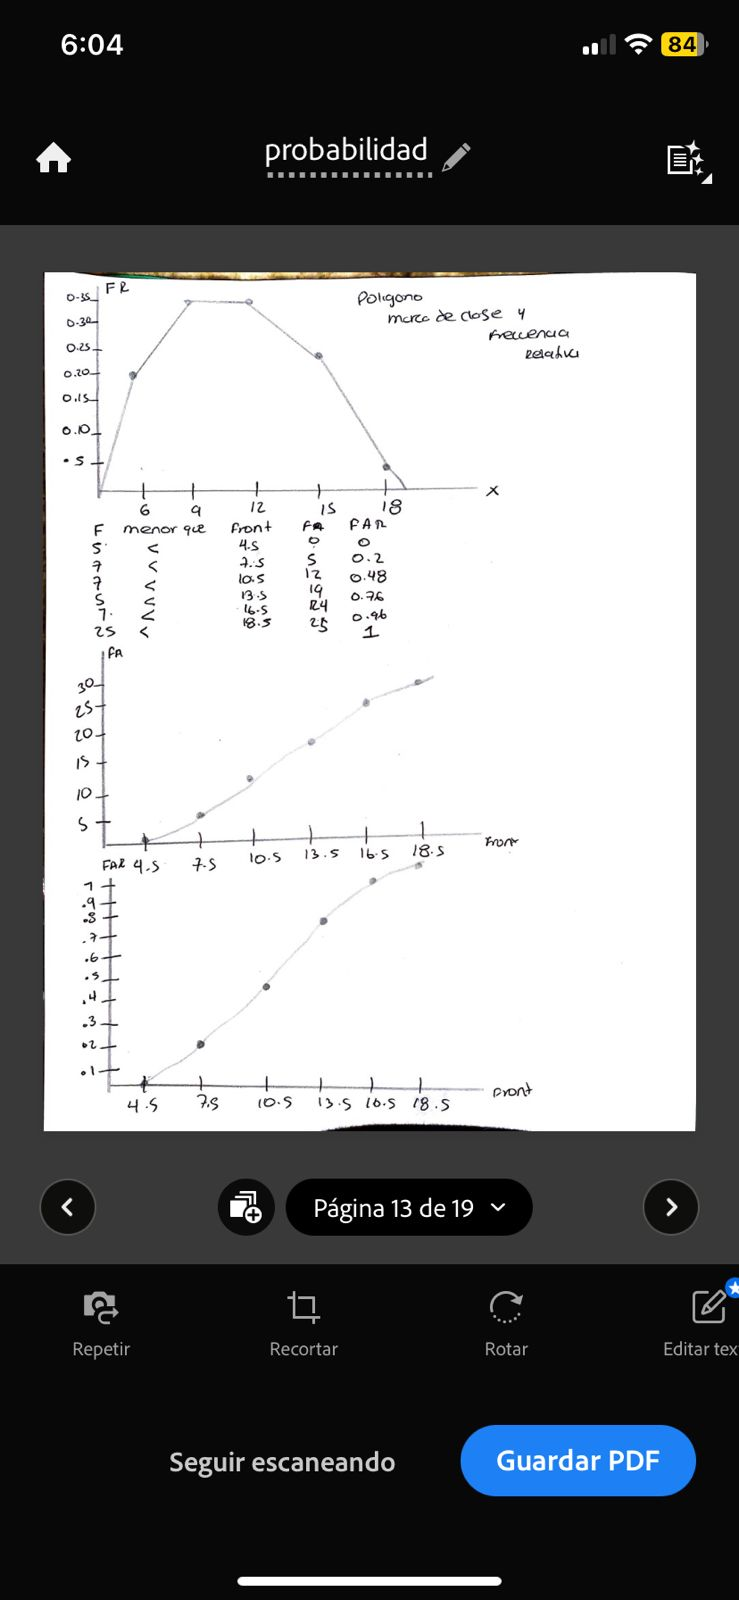 6:04
84
probabilidad
FR
0.35
0.30
0.25
0.20
0.15
0.10
.5
Poligono
marca de clase y
frecuencia
relativa
6 9 12 15 18
X
F menor que Front FA FAR
5 < 4.5 0 0
7 < 7.5 5 0.2
7 < 10.5 12 0.48
5 < 13.5 19 0.76
7. < 16.5 24 0.96
25 < 18.5 25 1
FA
30
25
20
15
10
5
4.5 7.5 10.5 13.5 16.5 18.5
Front
FAR
1
.9
.8
.7
.6
.5
.4
.3
.2
.1
4.5 7.5 10.5 13.5 16.5 18.5
Front
Página 13 de 19
Repetir
Recortar
Rotar
Editar tex
Seguir escaneando
Guardar PDF